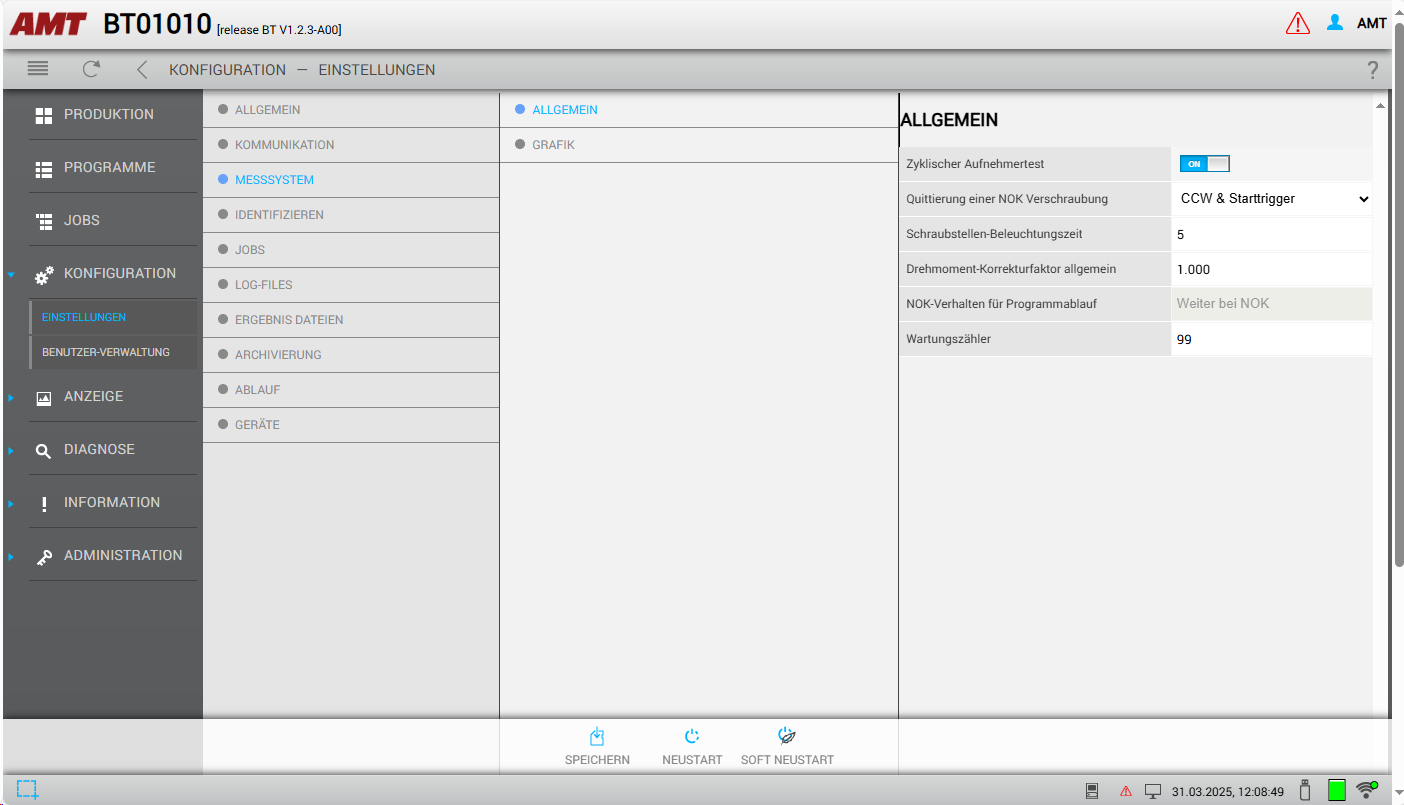 AMT BT01010 [release BT V1.2.3-A00] AMT
KONFIGURATION — EINSTELLUNGEN ?
PRODUKTION
PROGRAMME
JOBS
KONFIGURATION
EINSTELLUNGEN
BENUTZER-VERWALTUNG
ANZEIGE
DIAGNOSE
INFORMATION
ADMINISTRATION
ALLGEMEIN
KOMMUNIKATION
MESSSYSTEM
IDENTIFIZIEREN
JOBS
LOG-FILES
ERGEBNIS DATEIEN
ARCHIVIERUNG
ABLAUF
GERÄTE
ALLGEMEIN
GRAFIK
ALLGEMEIN
Zyklischer Aufnehmertest ON
Quittierung einer NOK Verschraubung CCW & Starttrigger
Schraubstellen-Beleuchtungszeit 5
Drehmoment-Korrekturfaktor allgemein 1.000
NOK-Verhalten für Programmablauf Weiter bei NOK
Wartungszähler 99
SPEICHERN NEUSTART SOFT NEUSTART
31.03.2025, 12:08:49